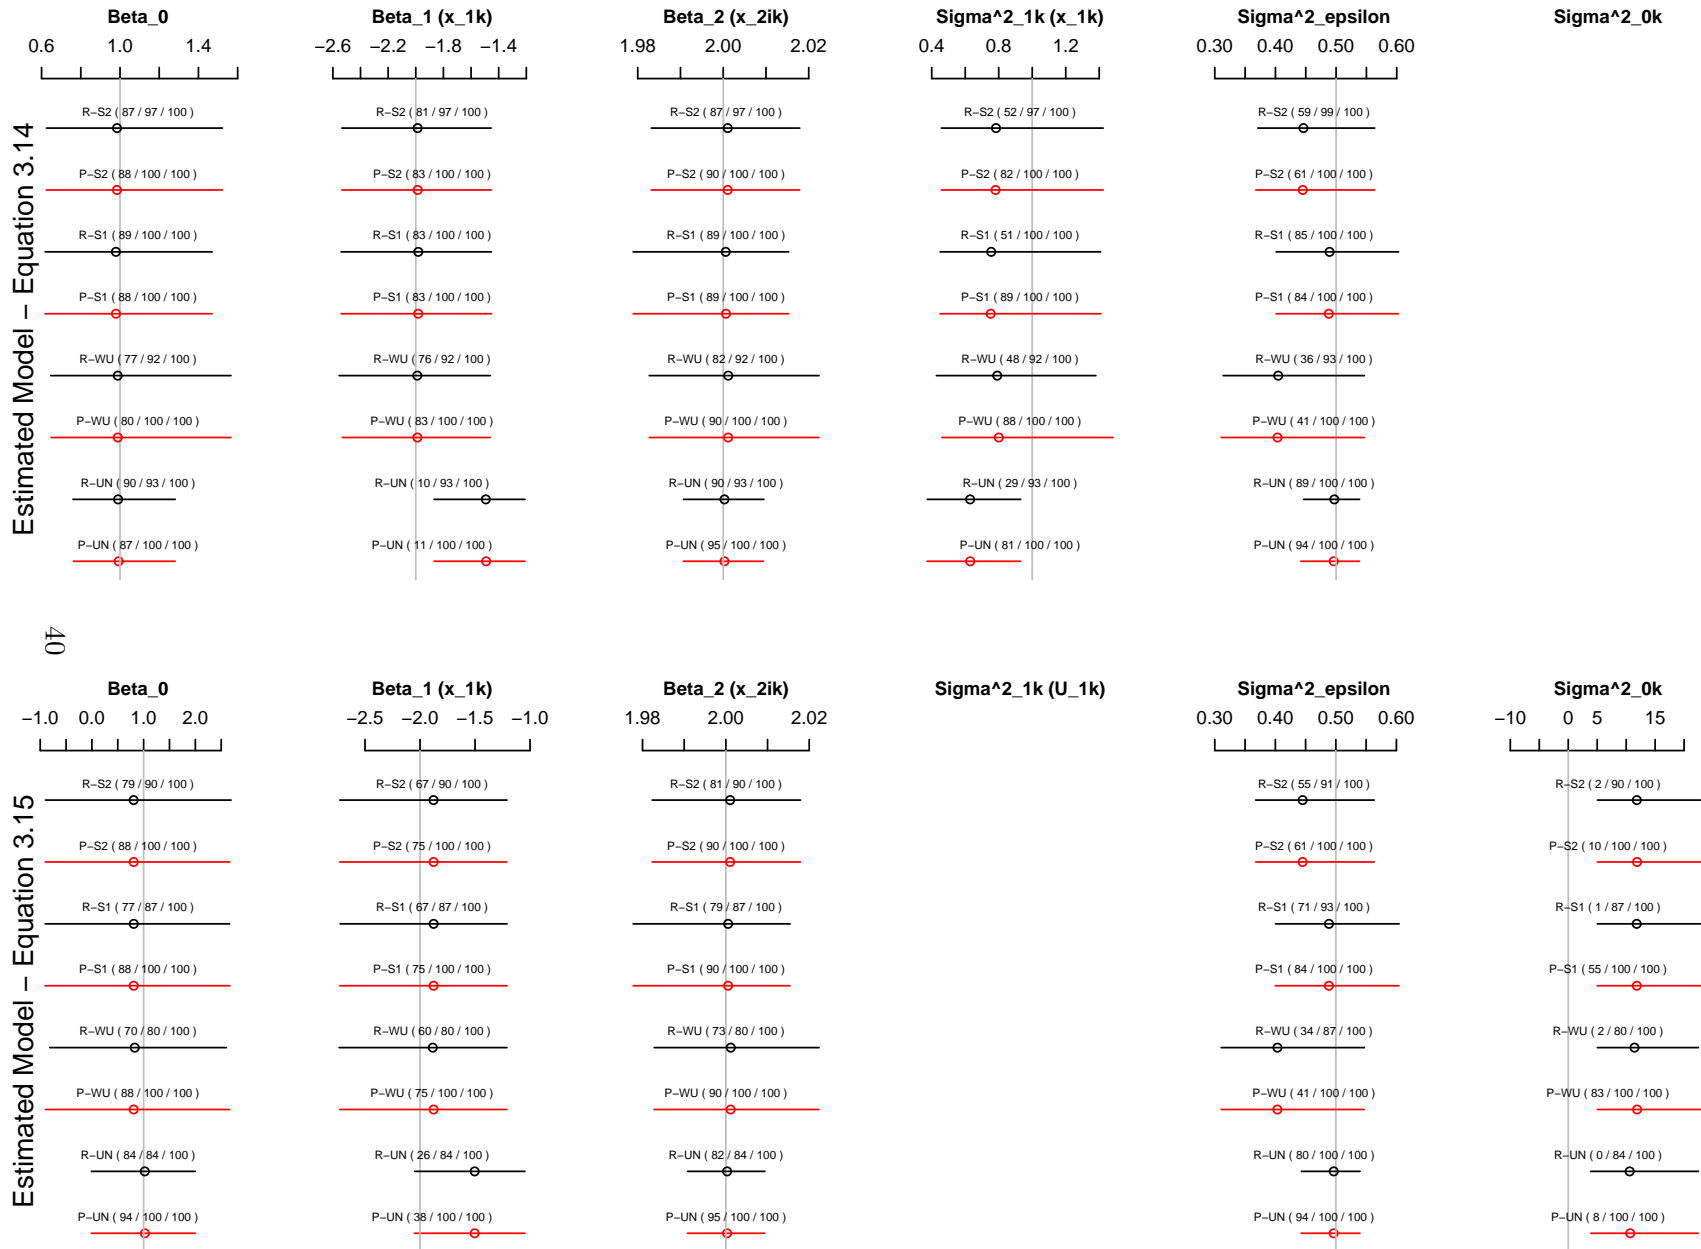 Estimated Model – Equation 3.14
Beta_0
0.6 1.0 1.4
R−S2 ( 87 / 97 / 100 )
P−S2 ( 88 / 100 / 100 )
R−S1 ( 89 / 100 / 100 )
P−S1 ( 88 / 100 / 100 )
R−WU ( 77 / 92 / 100 )
P−WU ( 80 / 100 / 100 )
R−UN ( 90 / 93 / 100 )
P−UN ( 87 / 100 / 100 )
Beta_1 (x_1k)
−2.6 −2.2 −1.8 −1.4
R−S2 ( 81 / 97 / 100 )
P−S2 ( 83 / 100 / 100 )
R−S1 ( 83 / 100 / 100 )
P−S1 ( 83 / 100 / 100 )
R−WU ( 76 / 92 / 100 )
P−WU ( 83 / 100 / 100 )
R−UN ( 10 / 93 / 100 )
P−UN ( 11 / 100 / 100 )
Beta_2 (x_2ik)
1.98 2.00 2.02
R−S2 ( 87 / 97 / 100 )
P−S2 ( 90 / 100 / 100 )
R−S1 ( 89 / 100 / 100 )
P−S1 ( 89 / 100 / 100 )
R−WU ( 82 / 92 / 100 )
P−WU ( 90 / 100 / 100 )
R−UN ( 90 / 93 / 100 )
P−UN ( 95 / 100 / 100 )
Sigma^2_1k (x_1k)
0.4 0.8 1.2
R−S2 ( 52 / 97 / 100 )
P−S2 ( 82 / 100 / 100 )
R−S1 ( 51 / 100 / 100 )
P−S1 ( 89 / 100 / 100 )
R−WU ( 48 / 92 / 100 )
P−WU ( 88 / 100 / 100 )
R−UN ( 29 / 93 / 100 )
P−UN ( 81 / 100 / 100 )
Sigma^2_epsilon
0.30 0.40 0.50 0.60
R−S2 ( 59 / 99 / 100 )
P−S2 ( 61 / 100 / 100 )
R−S1 ( 85 / 100 / 100 )
P−S1 ( 84 / 100 / 100 )
R−WU ( 36 / 93 / 100 )
P−WU ( 41 / 100 / 100 )
R−UN ( 89 / 100 / 100 )
P−UN ( 94 / 100 / 100 )
Sigma^2_0k
40
Estimated Model – Equation 3.15
Beta_0
−1.0 0.0 1.0 2.0
R−S2 ( 79 / 90 / 100 )
P−S2 ( 88 / 100 / 100 )
R−S1 ( 77 / 87 / 100 )
P−S1 ( 88 / 100 / 100 )
R−WU ( 70 / 80 / 100 )
P−WU ( 88 / 100 / 100 )
R−UN ( 84 / 84 / 100 )
P−UN ( 94 / 100 / 100 )
Beta_1 (x_1k)
−2.5 −2.0 −1.5 −1.0
R−S2 ( 67 / 90 / 100 )
P−S2 ( 75 / 100 / 100 )
R−S1 ( 67 / 87 / 100 )
P−S1 ( 75 / 100 / 100 )
R−WU ( 60 / 80 / 100 )
P−WU ( 75 / 100 / 100 )
R−UN ( 26 / 84 / 100 )
P−UN ( 38 / 100 / 100 )
Beta_2 (x_2ik)
1.98 2.00 2.02
R−S2 ( 81 / 90 / 100 )
P−S2 ( 90 / 100 / 100 )
R−S1 ( 79 / 87 / 100 )
P−S1 ( 90 / 100 / 100 )
R−WU ( 73 / 80 / 100 )
P−WU ( 90 / 100 / 100 )
R−UN ( 82 / 84 / 100 )
P−UN ( 95 / 100 / 100 )
Sigma^2_1k (U_1k)
Sigma^2_epsilon
0.30 0.40 0.50 0.60
R−S2 ( 55 / 91 / 100 )
P−S2 ( 61 / 100 / 100 )
R−S1 ( 71 / 93 / 100 )
P−S1 ( 84 / 100 / 100 )
R−WU ( 34 / 87 / 100 )
P−WU ( 41 / 100 / 100 )
R−UN ( 80 / 100 / 100 )
P−UN ( 94 / 100 / 100 )
Sigma^2_0k
−10 0 5 15
R−S2 ( 2 / 90 / 100 )
P−S2 ( 10 / 100 / 100 )
R−S1 ( 1 / 87 / 100 )
P−S1 ( 55 / 100 / 100 )
R−WU ( 2 / 80 / 100 )
P−WU ( 83 / 100 / 100 )
R−UN ( 0 / 84 / 100 )
P−UN ( 8 / 100 / 100 )